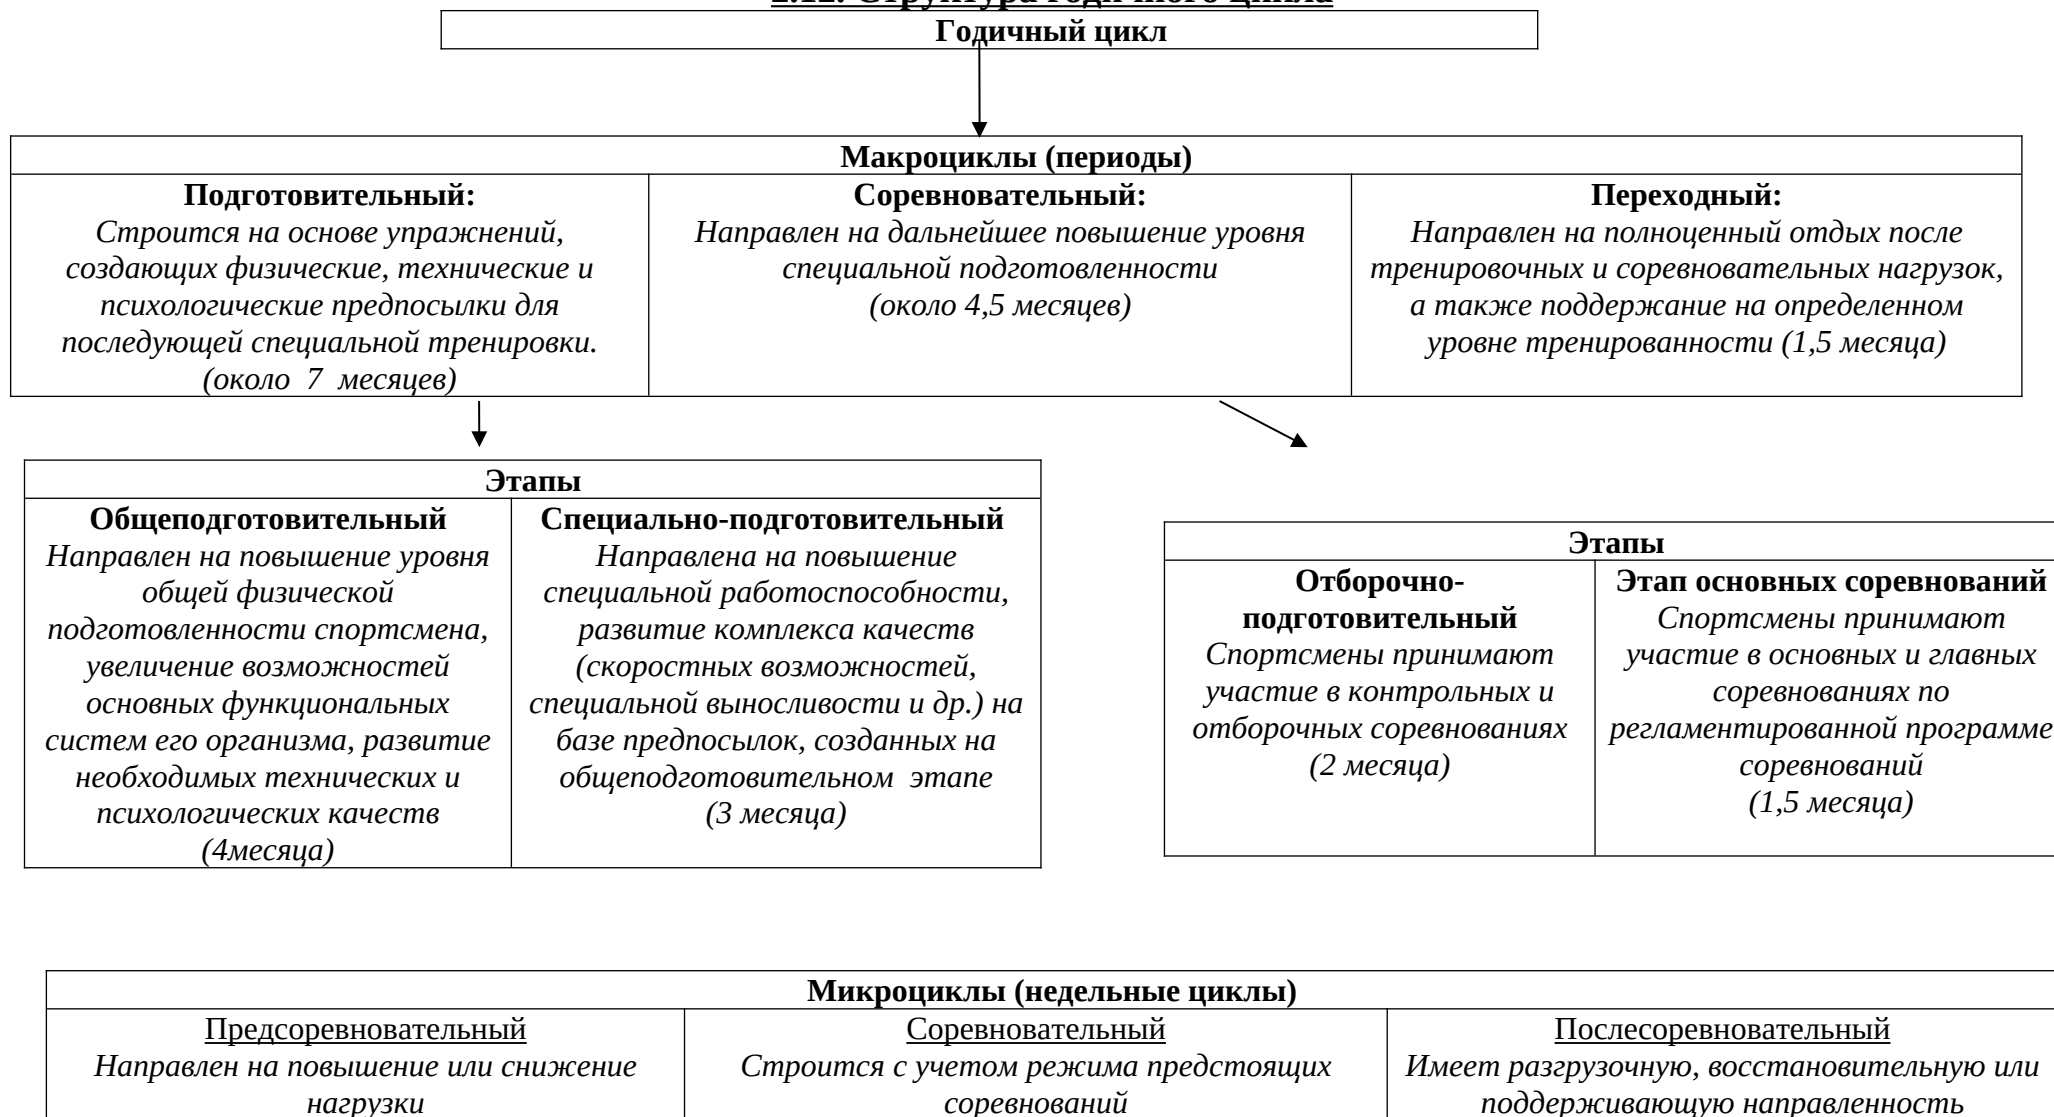 Годичный цикл
Макроциклы (периоды)
Подготовительный:
Строится на основе упражнений,
создающих физические, технические и
психологические предпосылки для
последующей специальной тренировки.
(около 7 месяцев)
Соревновательный:
Направлен на дальнейшее повышение уровня
специальной подготовленности
(около 4,5 месяцев)
Переходный:
Направлен на полноценный отдых после
тренировочных и соревновательных нагрузок,
а также поддержание на определенном
уровне тренированности (1,5 месяца)
Этапы
Общеподготовительный
Направлен на повышение уровня
общей физической
подготовленности спортсмена,
увеличение возможностей
основных функциональных
систем его организма, развитие
необходимых технических и
психологических качеств
(4месяца)
Специально-подготовительный
Направлена на повышение
специальной работоспособности,
развитие комплекса качеств
(скоростных возможностей,
специальной выносливости и др.) на
базе предпосылок, созданных на
общеподготовительном этапе
(3 месяца)
Этапы
Отборочно-
подготовительный
Спортсмены принимают
участие в контрольных и
отборочных соревнованиях
(2 месяца)
Этап основных соревнований
Спортсмены принимают
участие в основных и главных
соревнованиях по
регламентированной программе
соревнований
(1,5 месяца)
Микроциклы (недельные циклы)
Предсоревновательный
Направлен на повышение или снижение
нагрузки
Соревновательный
Строится с учетом режима предстоящих
соревнований
Послесоревновательный
Имеет разгрузочную, восстановительную или
поддерживающую направленность